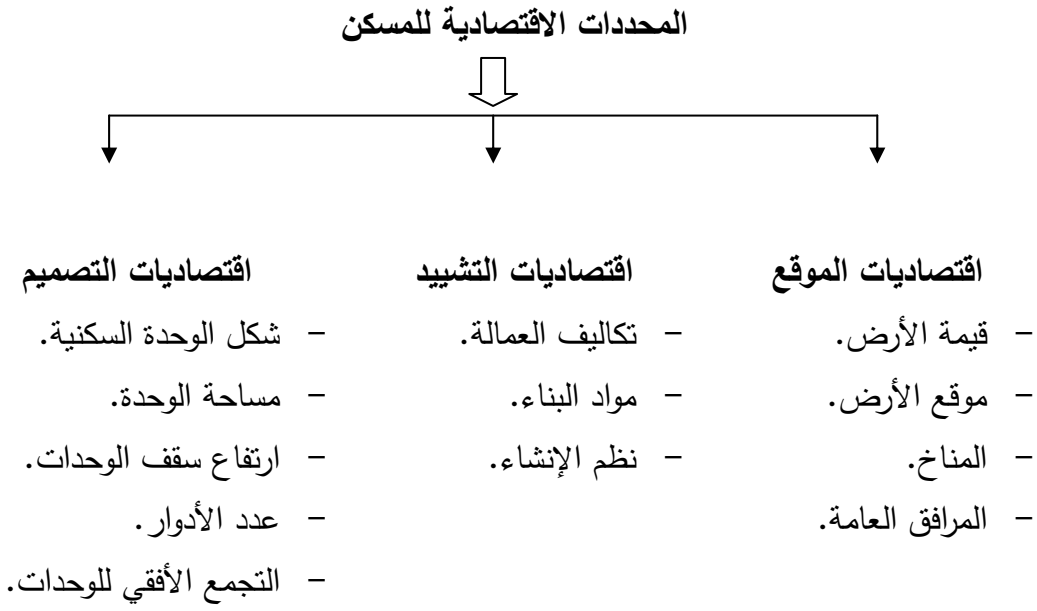 المحددات الاقتصادية للمسكن
اقتصاديات الموقع
- قيمة الأرض.
- موقع الأرض.
- المناخ.
- المرافق العامة.
اقتصاديات التشييد
- تكاليف العمالة.
- مواد البناء.
- نظم الإنشاء.
اقتصاديات التصميم
- شكل الوحدة السكنية.
- مساحة الوحدة.
- ارتفاع سقف الوحدات.
- عدد الأدوار.
- التجمع الأفقي للوحدات.